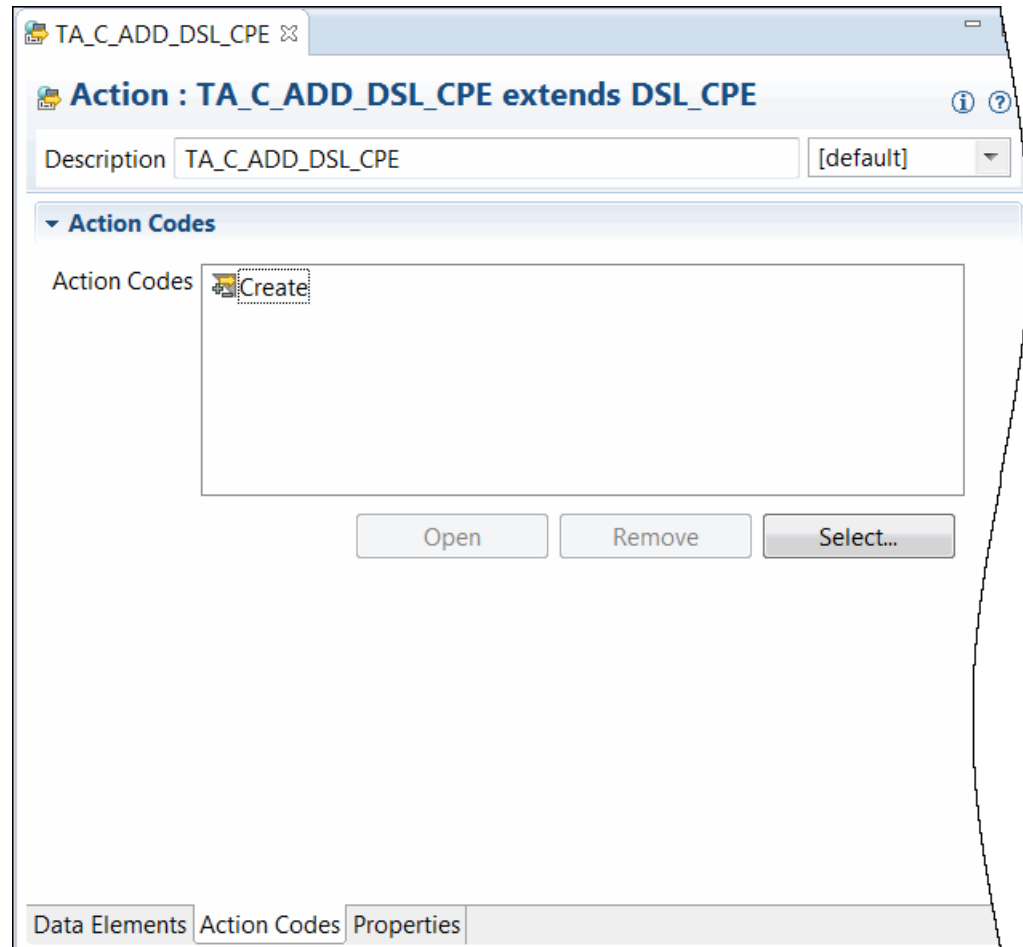 TA_C_ADD_DSL_CPE
Action : TA_C_ADD_DSL_CPE extends DSL_CPE
Description TA_C_ADD_DSL_CPE [default]
Action Codes
Action Codes Create
Open Remove Select...
Data Elements Action Codes Properties